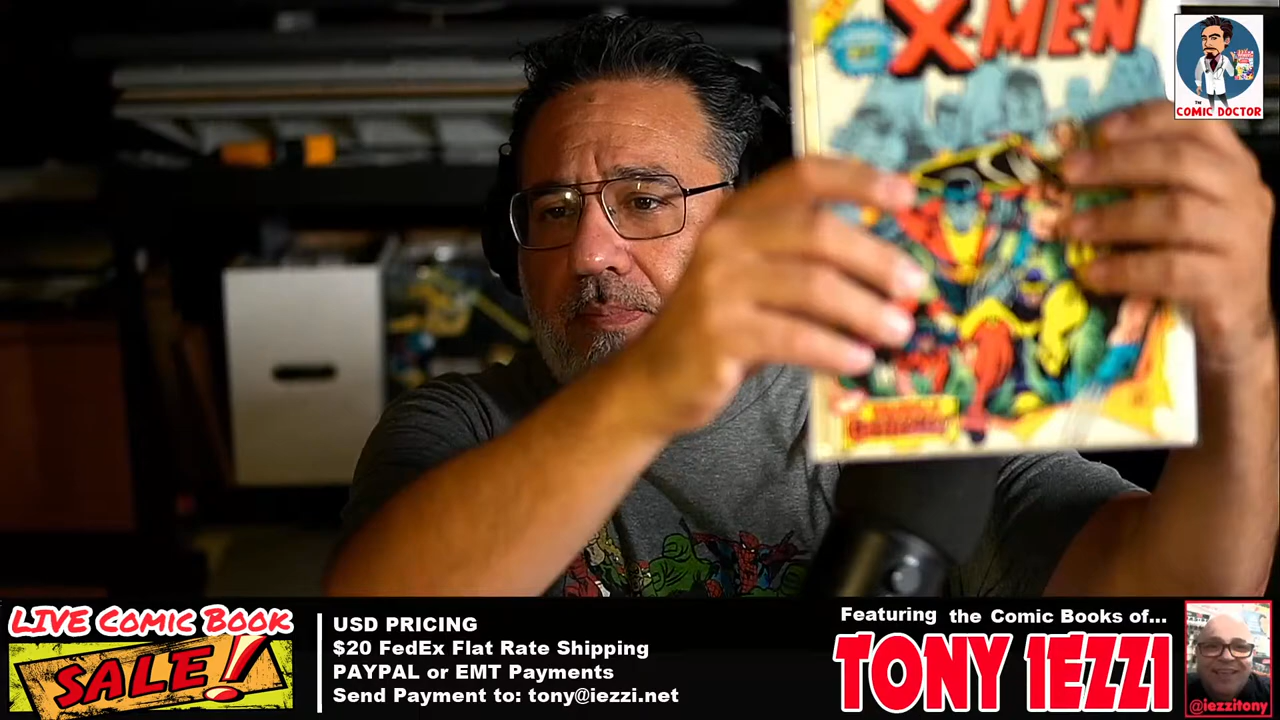 X-MEN
THE
COMIC DOCTOR
LIVE COMIC BOOK
SALE!
USD PRICING
$20 FedEx Flat Rate Shipping
PAYPAL or EMT Payments
Send Payment to: tony@iezzi.net
Featuring the Comic Books of...
TONY IEZZI
@iezzitony